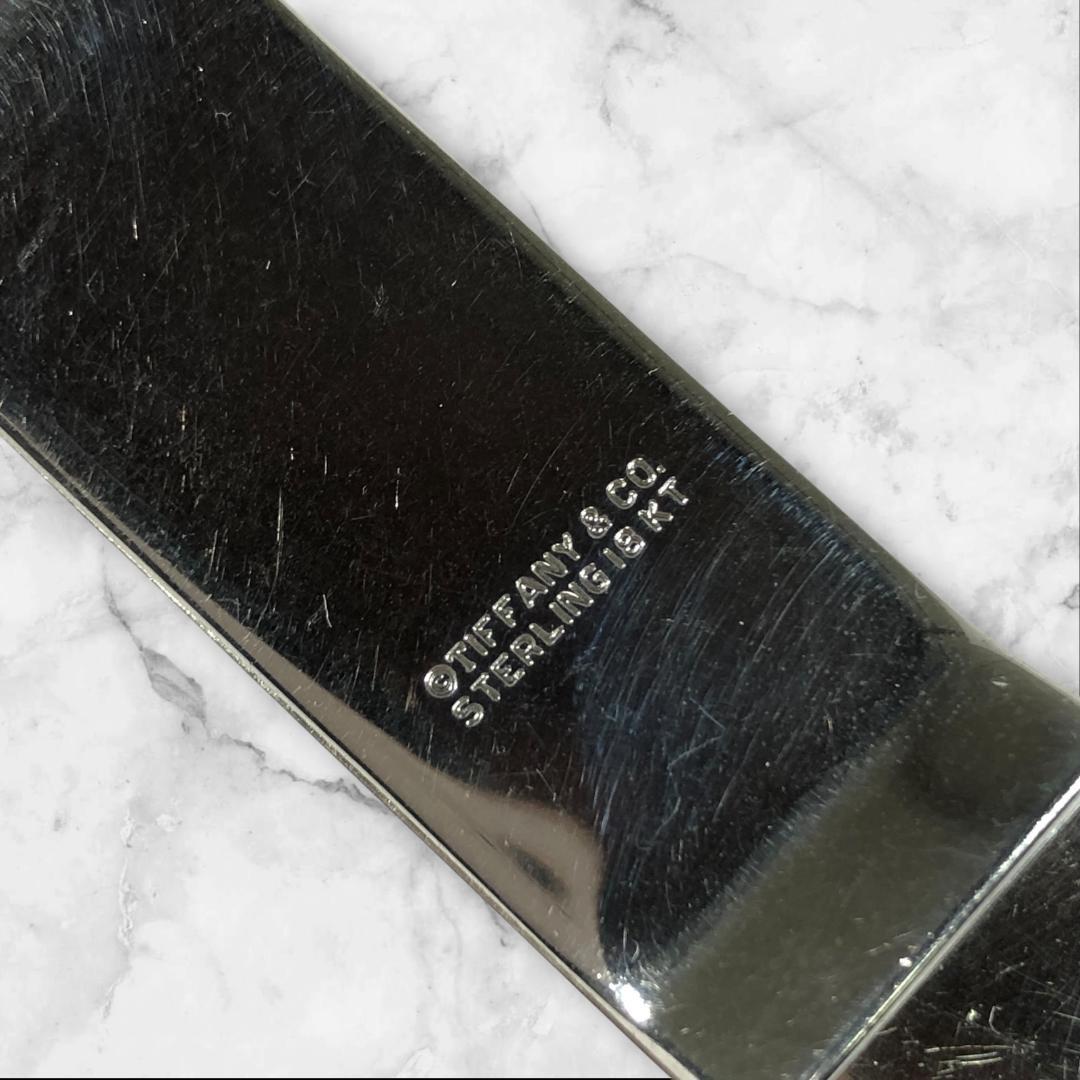 ©TIFFANY & CO.
STERLING 18 KT